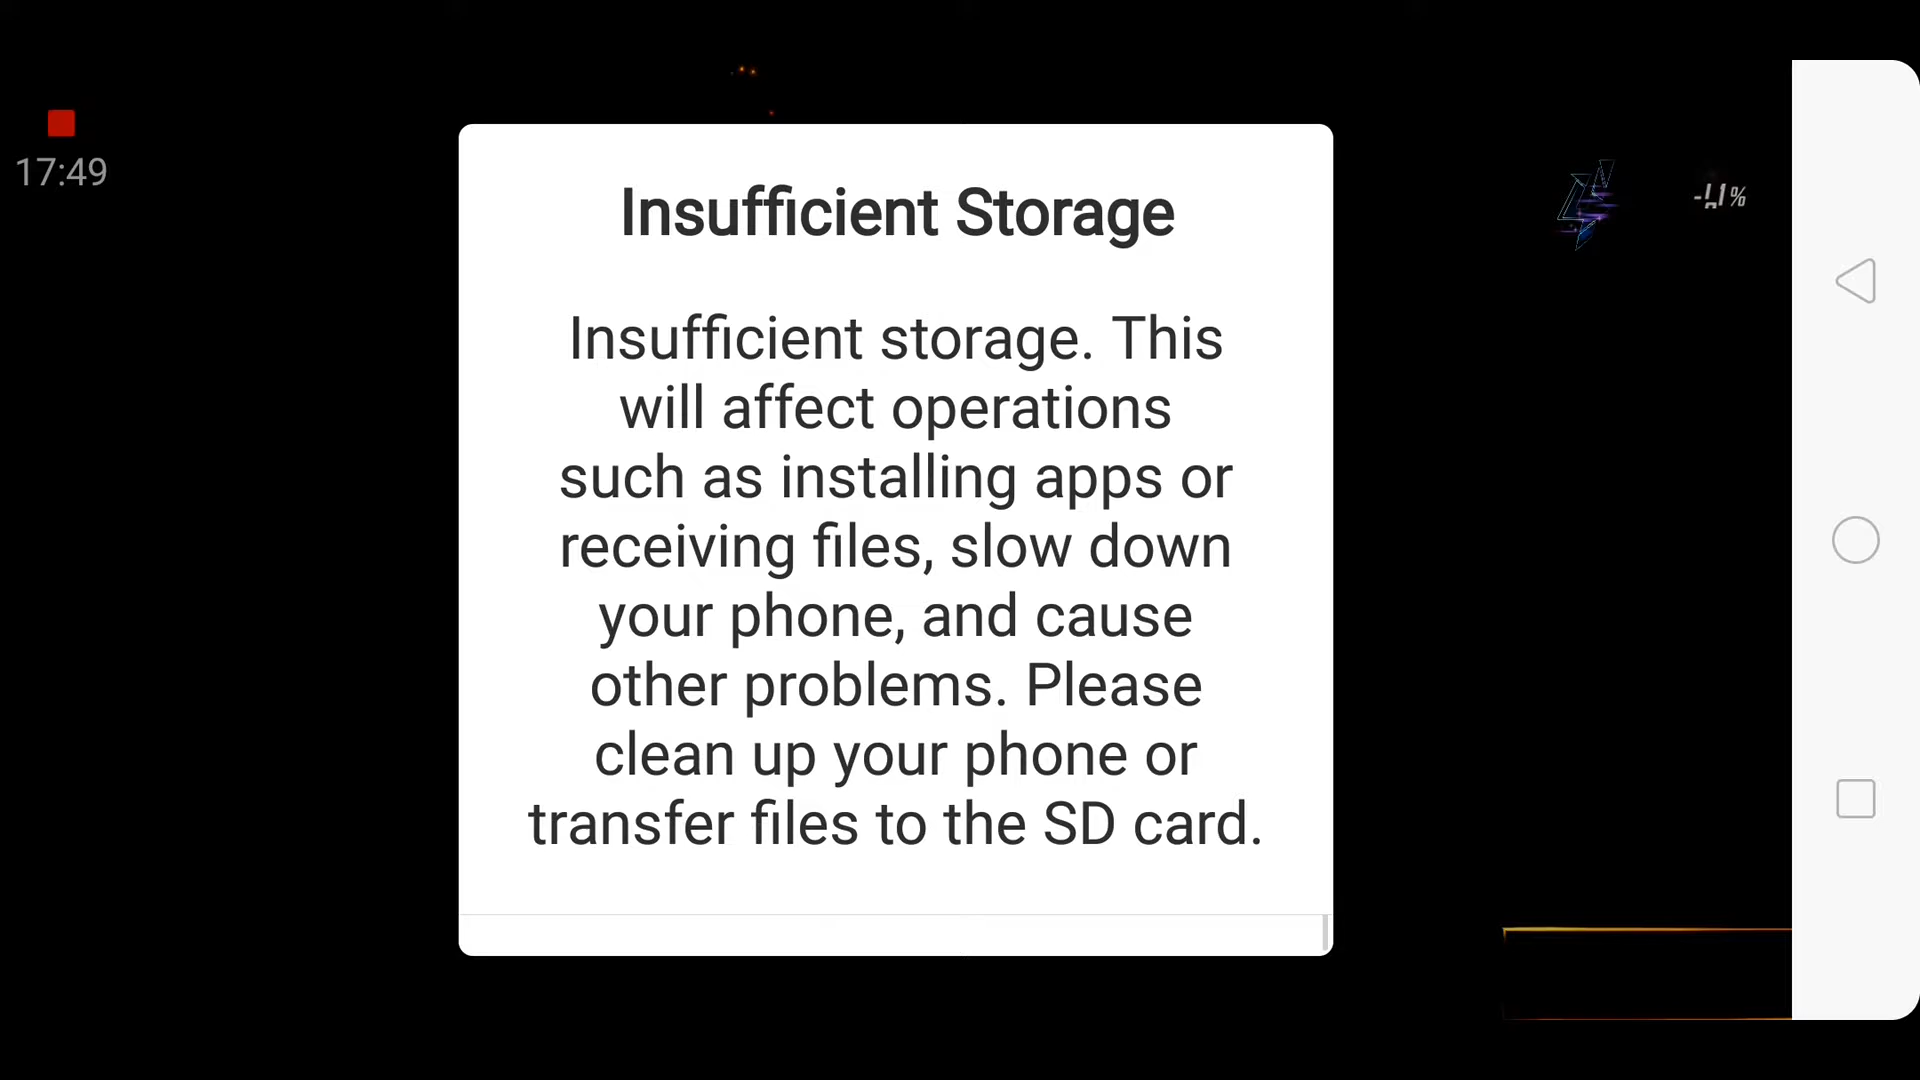 17:49
Insufficient Storage
Insufficient storage. This
will affect operations
such as installing apps or
receiving files, slow down
your phone, and cause
other problems. Please
clean up your phone or
transfer files to the SD card.